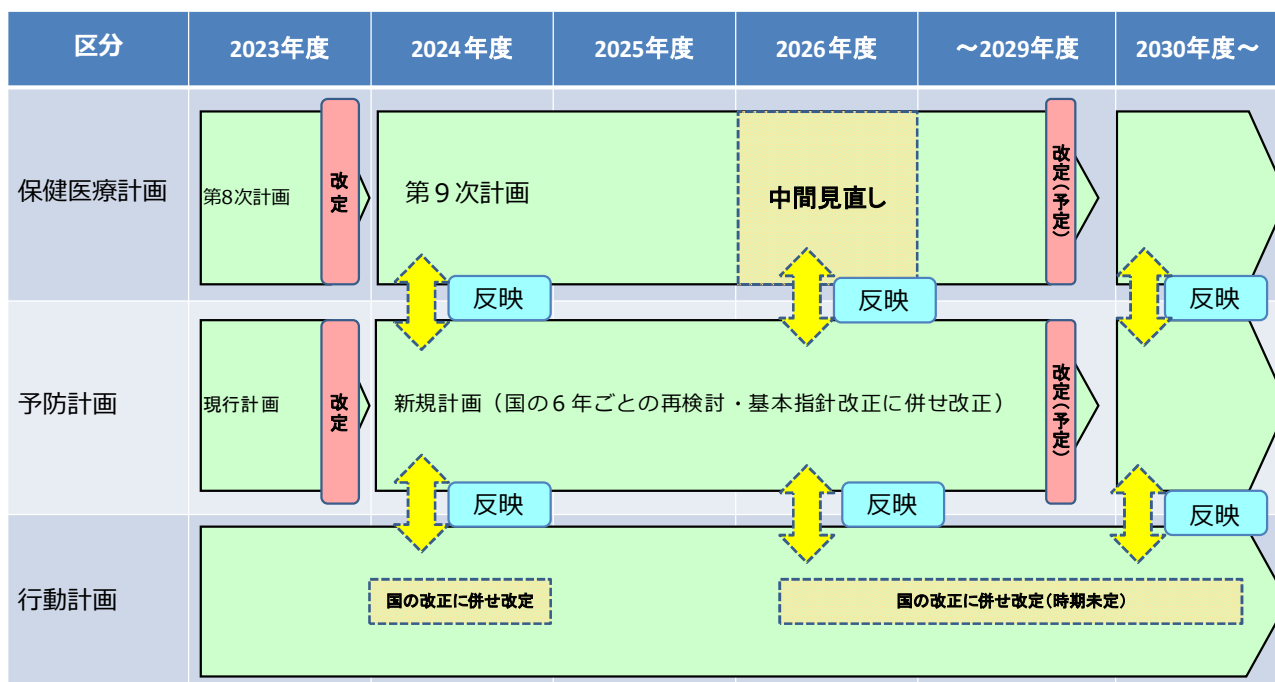 区分
2023年度
2024年度
2025年度
2026年度
～2029年度
2030年度～
保健医療計画
第8次計画
改定
第９次計画
中間見直し
改定（予定）
反映
反映
反映
予防計画
現行計画
改定
新規計画（国の６年ごとの再検討・基本指針改正に併せ改正）
改定（予定）
反映
反映
反映
行動計画
国の改正に併せ改定
国の改正に併せ改定（時期未定）